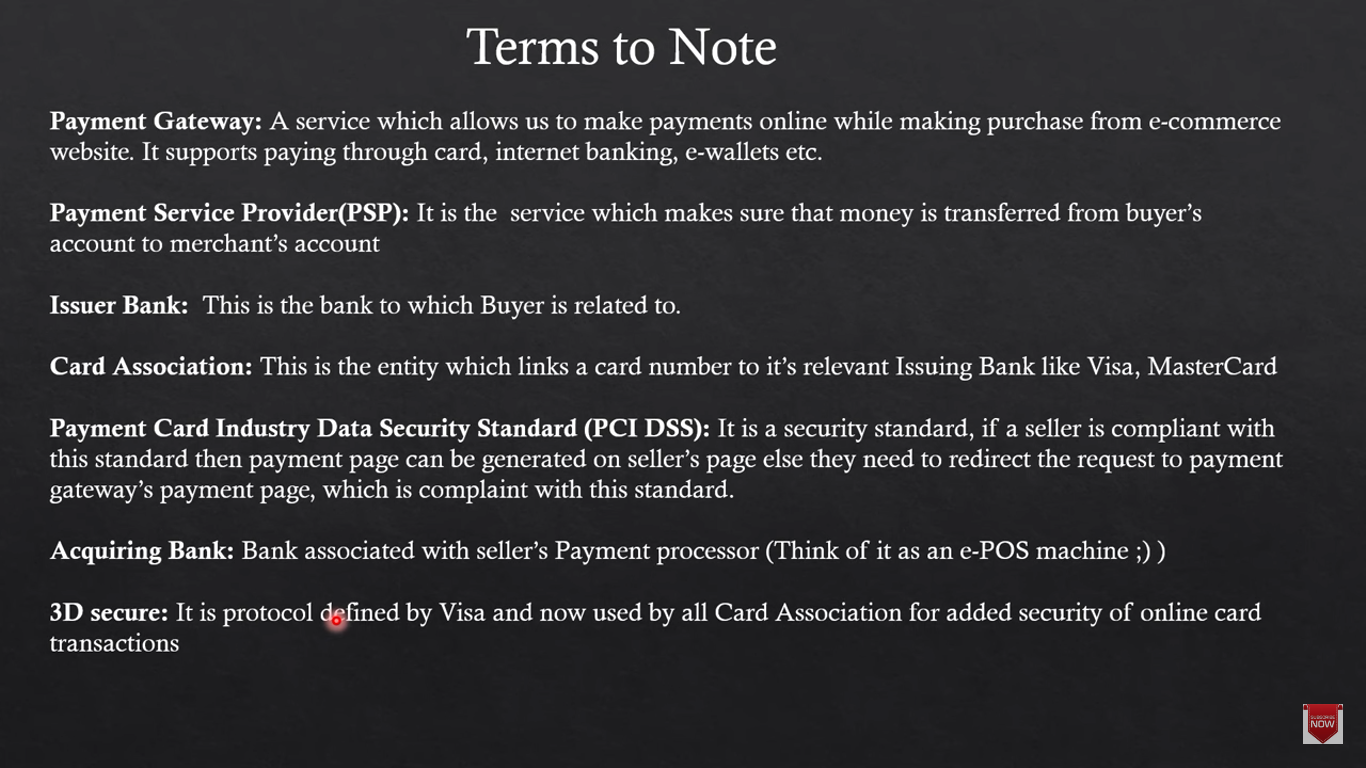 Terms to Note
Payment Gateway: A service which allows us to make payments online while making purchase from e-commerce
website. It supports paying through card, internet banking, e-wallets etc.
Payment Service Provider(PSP): It is the  service which makes sure that money is transferred from buyer’s
account to merchant’s account
Issuer Bank:  This is the bank to which Buyer is related to.
Card Association: This is the entity which links a card number to it’s relevant Issuing Bank like Visa, MasterCard
Payment Card Industry Data Security Standard (PCI DSS): It is a security standard, if a seller is compliant with
this standard then payment page can be generated on seller’s page else they need to redirect the request to payment
gateway’s payment page, which is complaint with this standard.
Acquiring Bank: Bank associated with seller’s Payment processor (Think of it as an e-POS machine ;) )
3D secure: It is protocol defined by Visa and now used by all Card Association for added security of online card
transactions
SUBSCRIBE
NOW